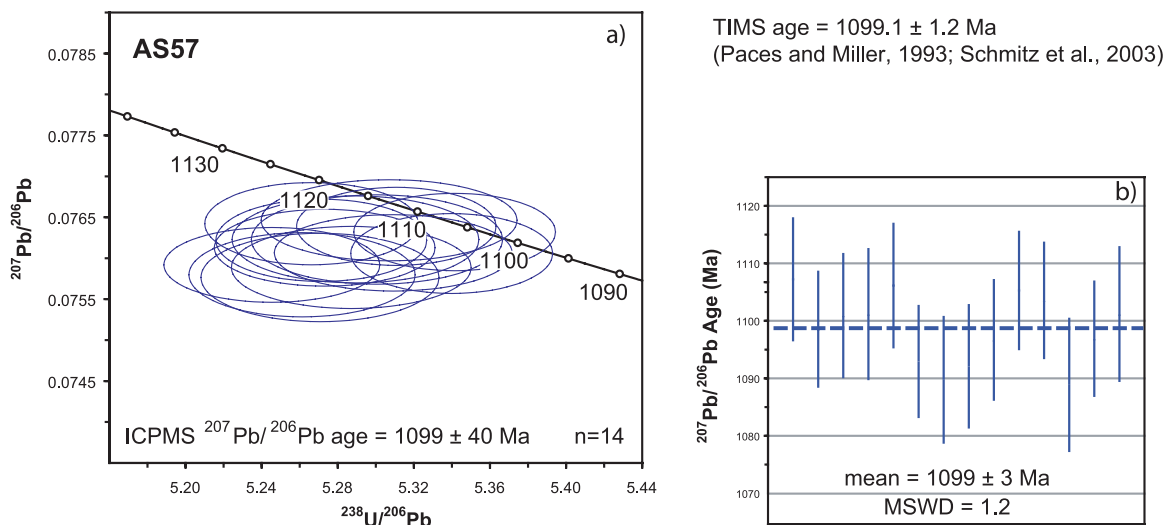 AS57
a)
0.0785
0.0775
0.0765
0.0755
0.0745
²⁰⁷Pb/²⁰⁶Pb
1130
1120
1110
1100
1090
ICPMS ²⁰⁷Pb/ ²⁰⁶Pb age = 1099 ± 40 Ma n=14
5.20 5.24 5.28 5.32 5.36 5.40 5.44
²³⁸U/²⁰⁶Pb
TIMS age = 1099.1 ± 1.2 Ma
(Paces and Miller, 1993; Schmitz et al., 2003)
b)
1120
1110
1100
1090
1080
1070
²⁰⁷Pb/²⁰⁶Pb Age (Ma)
mean = 1099 ± 3 Ma
MSWD = 1.2